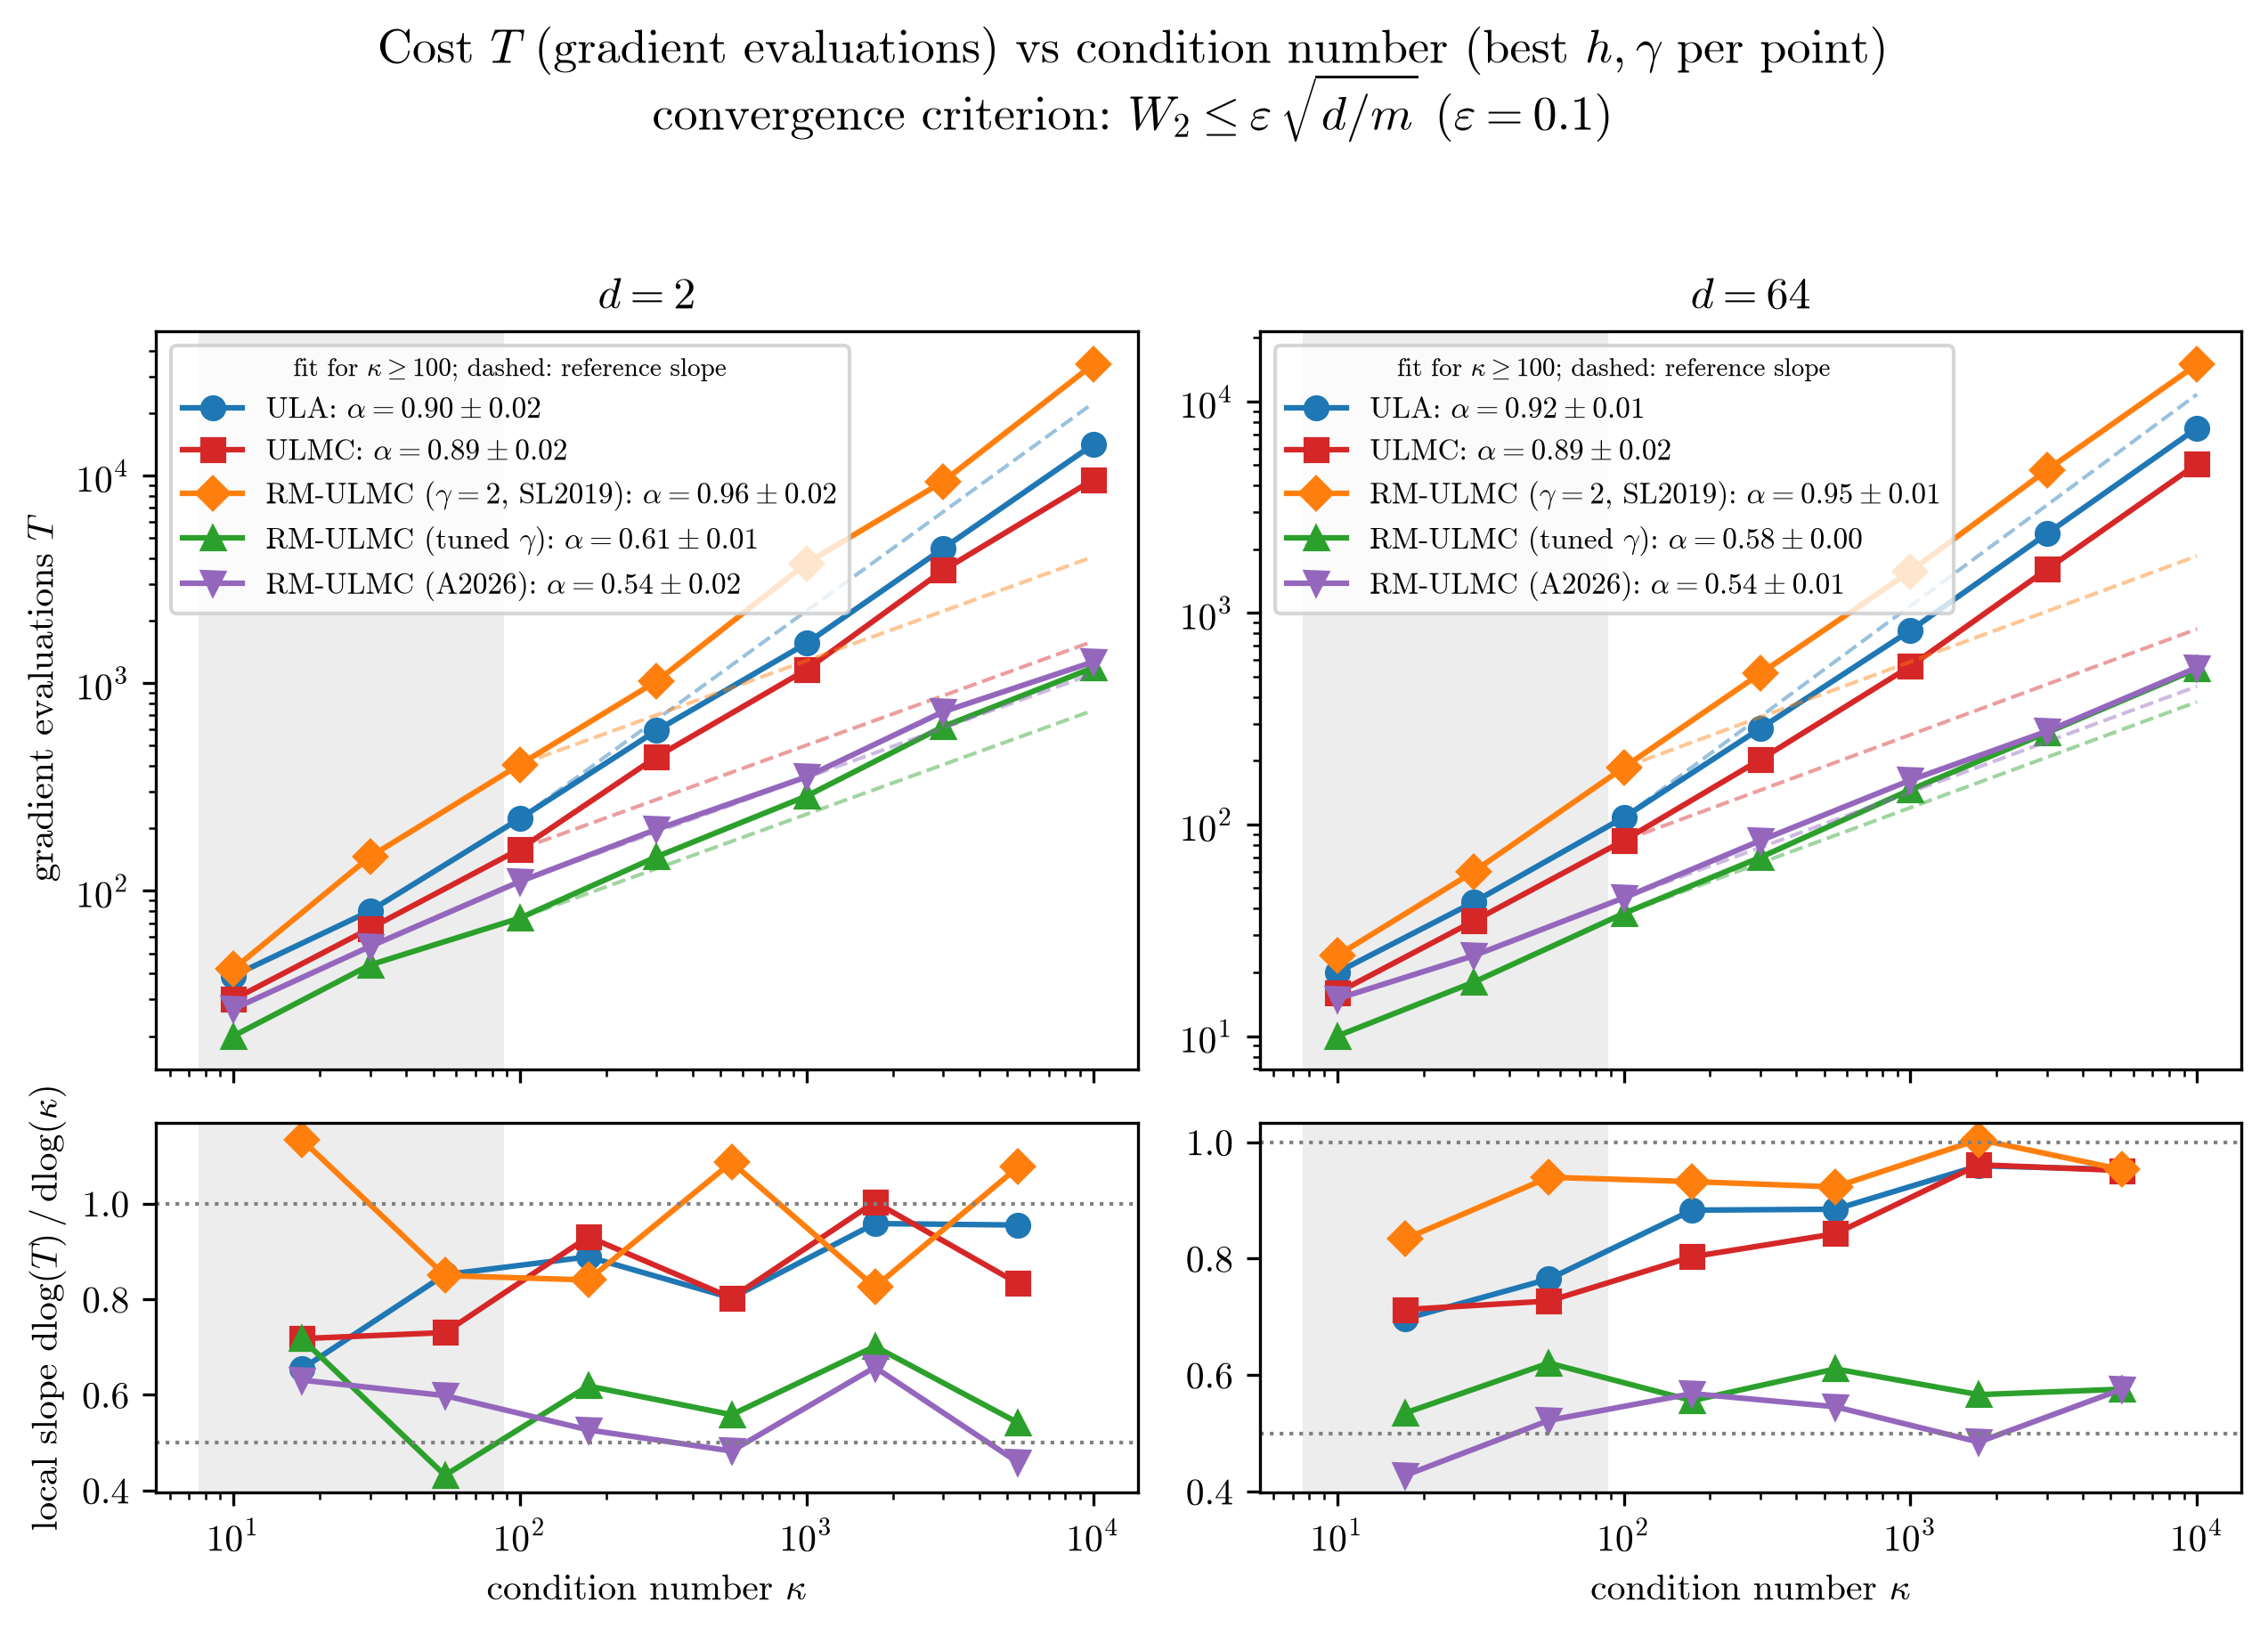 Cost T (gradient evaluations) vs condition number (best h, γ per point)
convergence criterion: W₂ ≤ ε √(d/m) (ε = 0.1)
d = 2
gradient evaluations T
10⁴
10³
10²
fit for κ ≥ 100; dashed: reference slope
ULA: α = 0.90 ± 0.02
ULMC: α = 0.89 ± 0.02
RM-ULMC (γ = 2, SL2019): α = 0.96 ± 0.02
RM-ULMC (tuned γ): α = 0.61 ± 0.01
RM-ULMC (A2026): α = 0.54 ± 0.02
d = 64
10⁴
10³
10²
10¹
fit for κ ≥ 100; dashed: reference slope
ULA: α = 0.92 ± 0.01
ULMC: α = 0.89 ± 0.02
RM-ULMC (γ = 2, SL2019): α = 0.95 ± 0.01
RM-ULMC (tuned γ): α = 0.58 ± 0.00
RM-ULMC (A2026): α = 0.54 ± 0.01
local slope dlog(T) / dlog(κ)
1.0
0.8
0.6
0.4
10¹ 10² 10³ 10⁴
condition number κ
1.0
0.8
0.6
0.4
10¹ 10² 10³ 10⁴
condition number κ